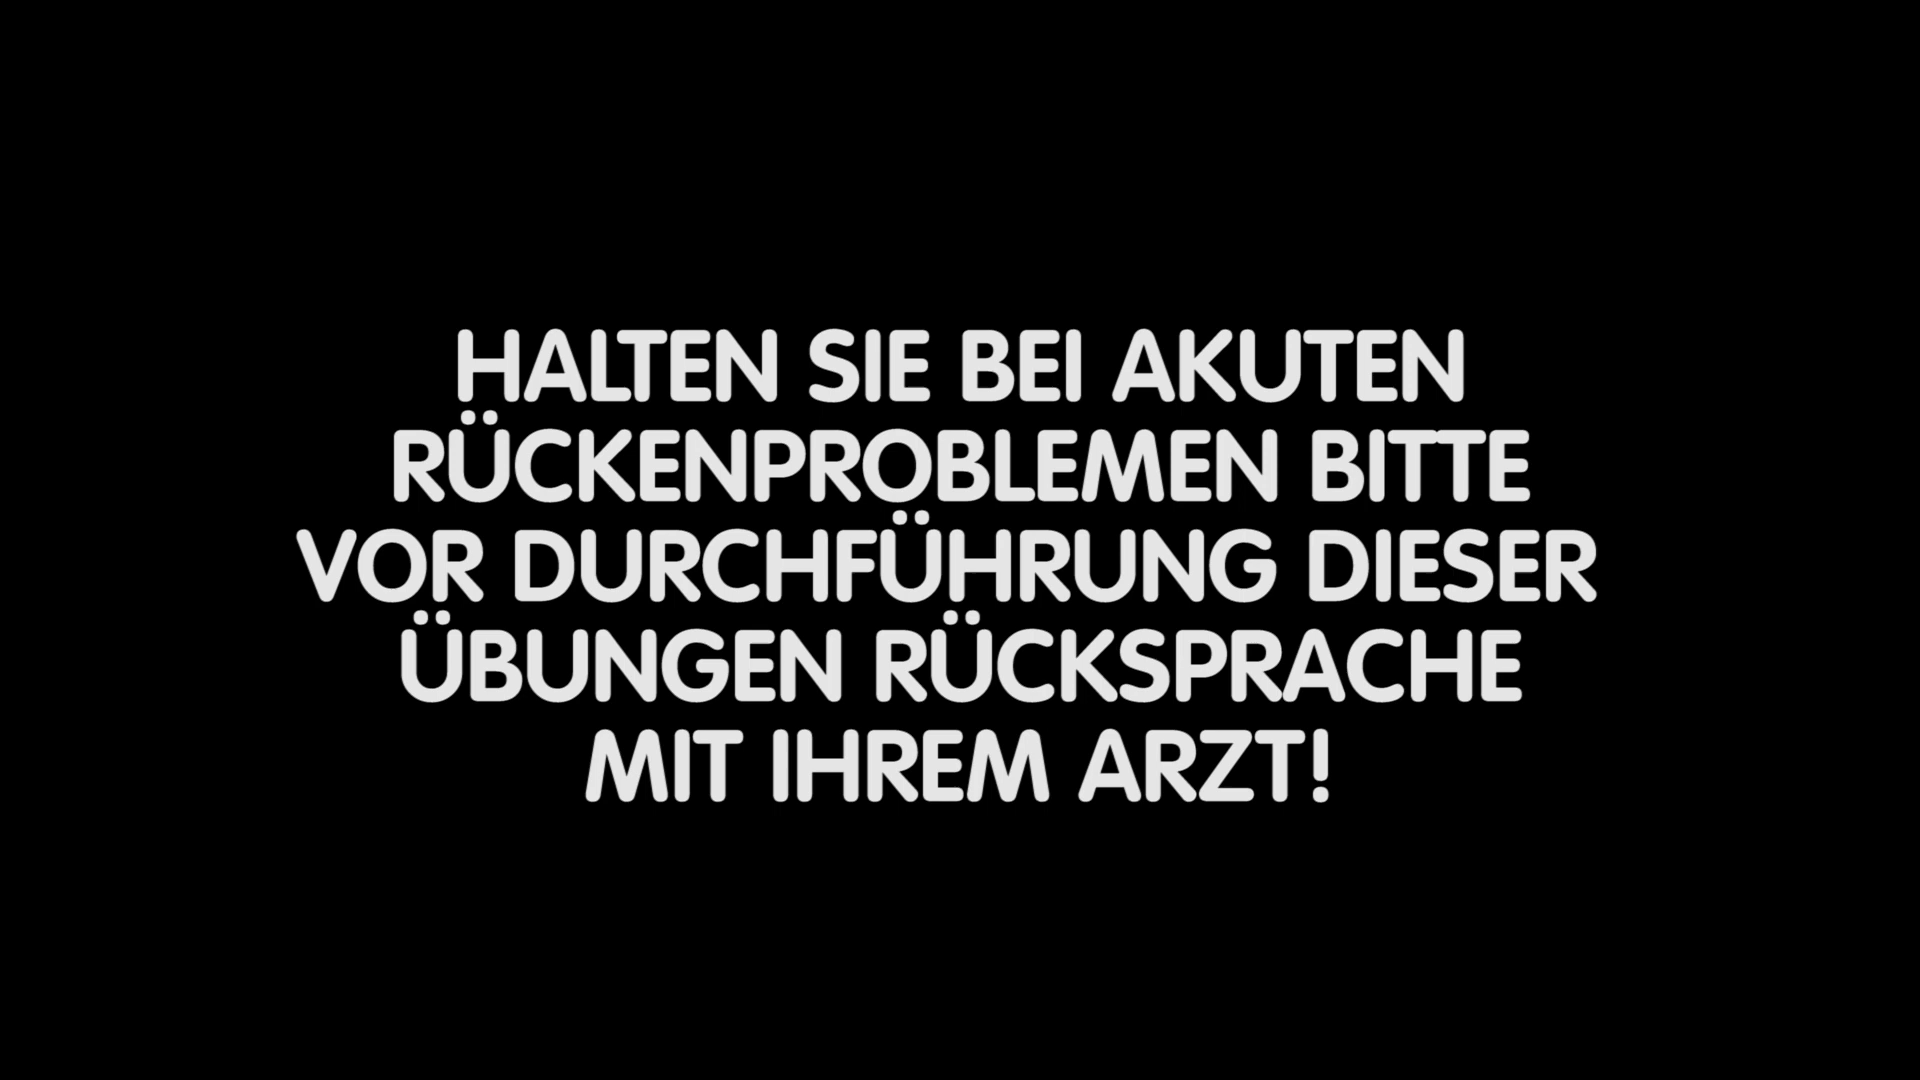 HALTEN SIE BEI AKUTEN
RÜCKENPROBLEMEN BITTE
VOR DURCHFÜHRUNG DIESER
ÜBUNGEN RÜCKSPRACHE
MIT IHREM ARZT!